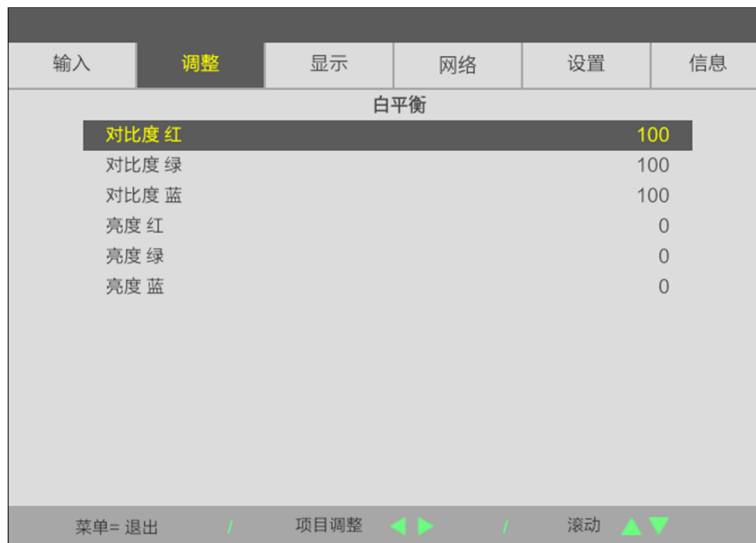 输入 调整 显示 网络 设置 信息
白平衡
对比度 红 100
对比度 绿 100
对比度 蓝 100
亮度 红 0
亮度 绿 0
亮度 蓝 0
菜单= 退出 / 项目调整 ◀ ▶ / 滚动 ▲ ▼